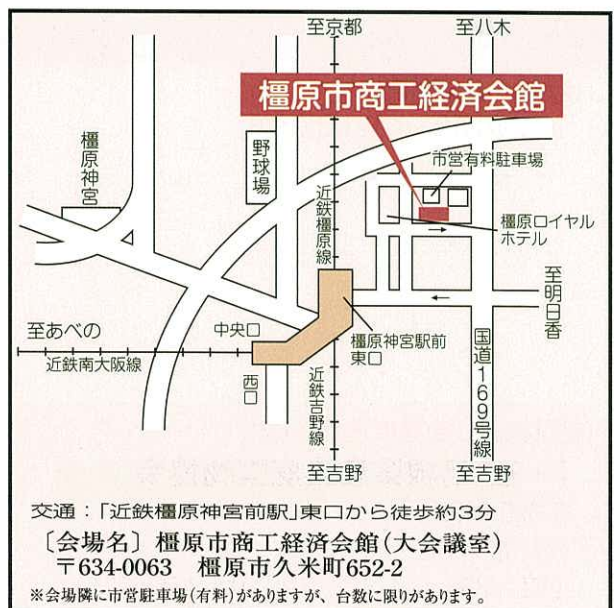 至京都
至八木
橿原市商工経済会館
橿原神宮
野球場
市営有料駐車場
近鉄橿原線
橿原ロイヤル
ホテル
至明日香
至あべの
中央口
橿原神宮駅前
東口
近鉄南大阪線
西口
近鉄吉野線
国道169号線
至吉野
至吉野
交通：「近鉄橿原神宮前駅」東口から徒歩約3分
〔会場名〕橿原市商工経済会館(大会議室)
〒634-0063 橿原市久米町652-2
※会場隣に市営駐車場(有料)がありますが、台数に限りがあります。